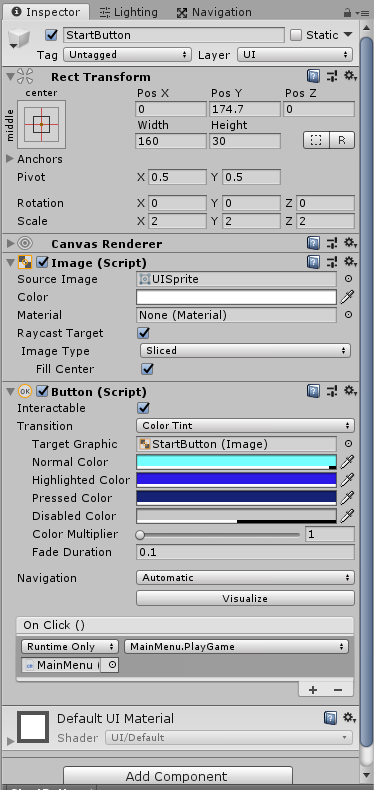 Inspector Lighting Navigation
StartButton Static
Tag Untagged Layer UI
Rect Transform
center Pos X Pos Y Pos Z
middle 0 174.7 0
Width Height
160 30 R
Anchors
Pivot X 0.5 Y 0.5
Rotation X 0 Y 0 Z 0
Scale X 2 Y 2 Z 2
Canvas Renderer
Image (Script)
Source Image UISprite
Color
Material None (Material)
Raycast Target
Image Type Sliced
Fill Center
OK Button (Script)
Interactable
Transition Color Tint
Target Graphic StartButton (Image)
Normal Color
Highlighted Color
Pressed Color
Disabled Color
Color Multiplier 1
Fade Duration 0.1
Navigation Automatic
Visualize
On Click ()
Runtime Only MainMenu.PlayGame
MainMenu (
+ −
Default UI Material
Shader UI/Default
Add Component